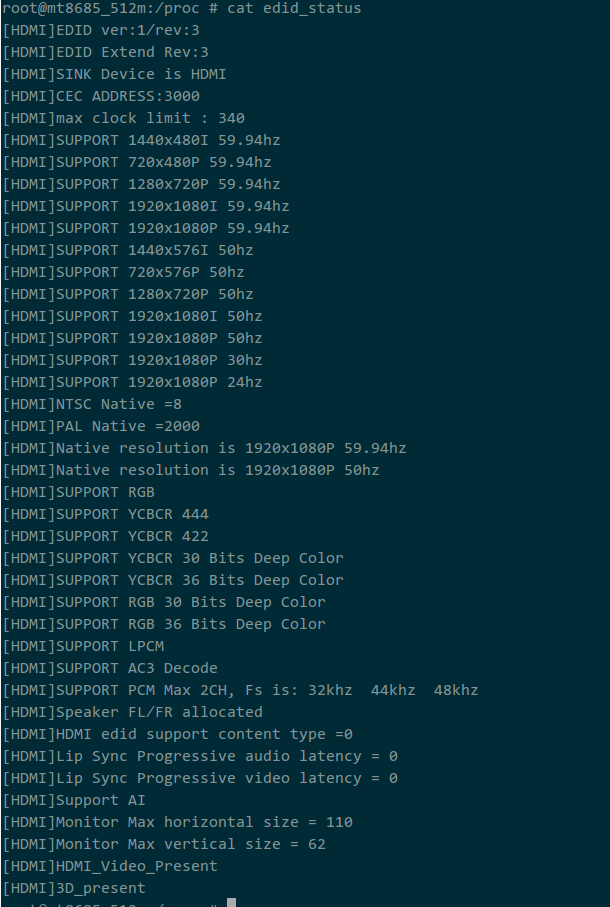 root@mt8685_512m:/proc # cat edid_status
[HDMI]EDID ver:1/rev:3
[HDMI]EDID Extend Rev:3
[HDMI]SINK Device is HDMI
[HDMI]CEC ADDRESS:3000
[HDMI]max clock limit : 340
[HDMI]SUPPORT 1440x480I 59.94hz
[HDMI]SUPPORT 720x480P 59.94hz
[HDMI]SUPPORT 1280x720P 59.94hz
[HDMI]SUPPORT 1920x1080I 59.94hz
[HDMI]SUPPORT 1920x1080P 59.94hz
[HDMI]SUPPORT 1440x576I 50hz
[HDMI]SUPPORT 720x576P 50hz
[HDMI]SUPPORT 1280x720P 50hz
[HDMI]SUPPORT 1920x1080I 50hz
[HDMI]SUPPORT 1920x1080P 50hz
[HDMI]SUPPORT 1920x1080P 30hz
[HDMI]SUPPORT 1920x1080P 24hz
[HDMI]NTSC Native =8
[HDMI]PAL Native =2000
[HDMI]Native resolution is 1920x1080P 59.94hz
[HDMI]Native resolution is 1920x1080P 50hz
[HDMI]SUPPORT RGB
[HDMI]SUPPORT YCBCR 444
[HDMI]SUPPORT YCBCR 422
[HDMI]SUPPORT YCBCR 30 Bits Deep Color
[HDMI]SUPPORT YCBCR 36 Bits Deep Color
[HDMI]SUPPORT RGB 30 Bits Deep Color
[HDMI]SUPPORT RGB 36 Bits Deep Color
[HDMI]SUPPORT LPCM
[HDMI]SUPPORT AC3 Decode
[HDMI]SUPPORT PCM Max 2CH, Fs is: 32khz  44khz  48khz
[HDMI]Speaker FL/FR allocated
[HDMI]HDMI edid support content type =0
[HDMI]Lip Sync Progressive audio latency = 0
[HDMI]Lip Sync Progressive video latency = 0
[HDMI]Support AI
[HDMI]Monitor Max horizontal size = 110
[HDMI]Monitor Max vertical size = 62
[HDMI]HDMI_Video_Present
[HDMI]3D_present